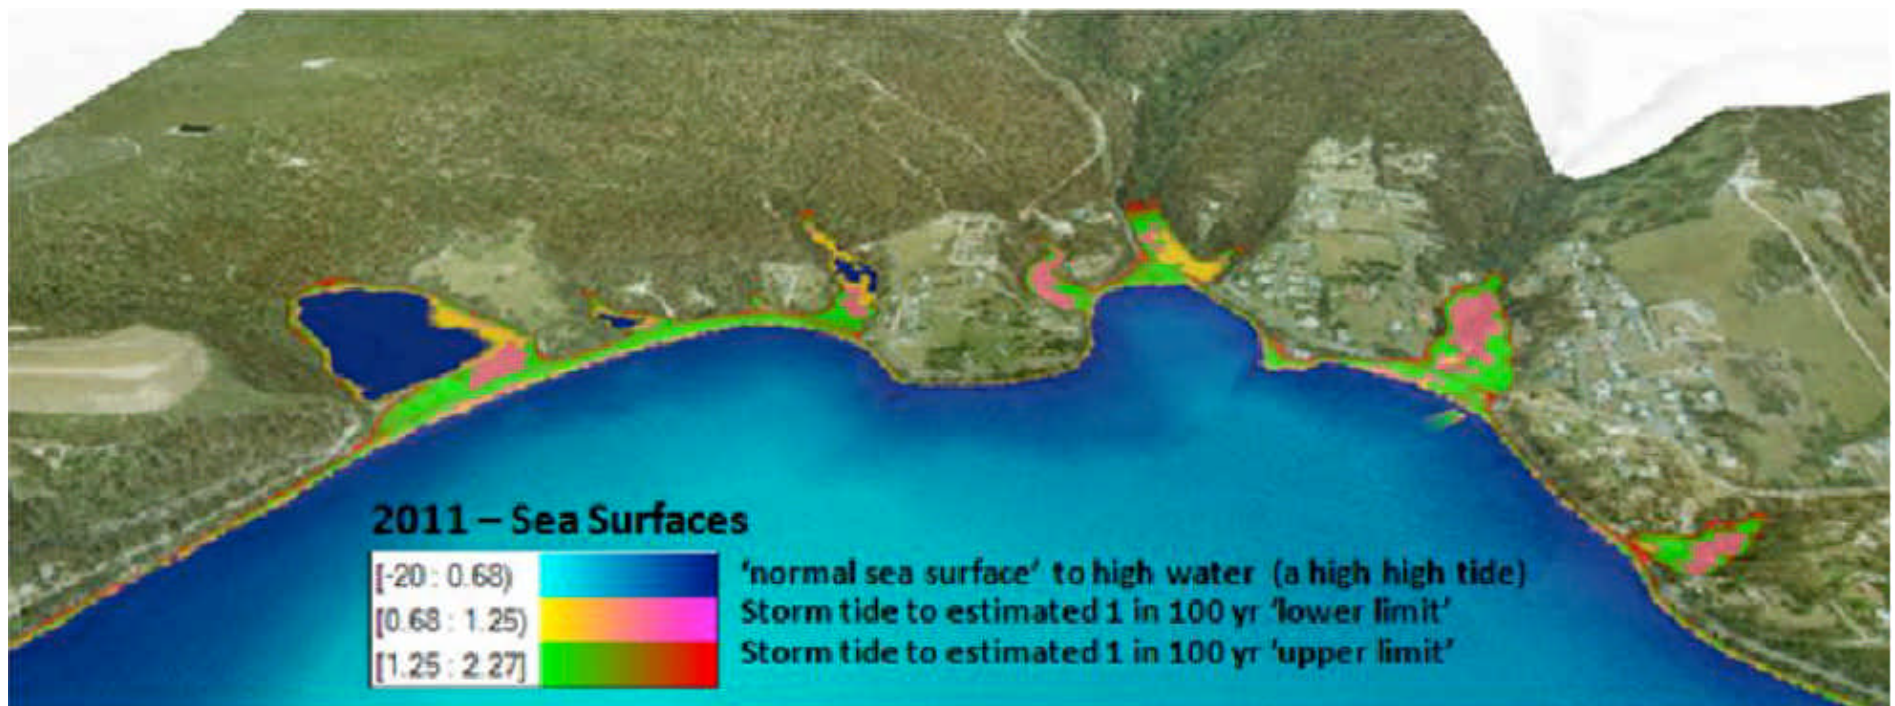 2011 – Sea Surfaces
[-20 : 0.68) 'normal sea surface' to high water (a high high tide)
[0.68 : 1.25) Storm tide to estimated 1 in 100 yr 'lower limit'
[1.25 : 2.27] Storm tide to estimated 1 in 100 yr 'upper limit'